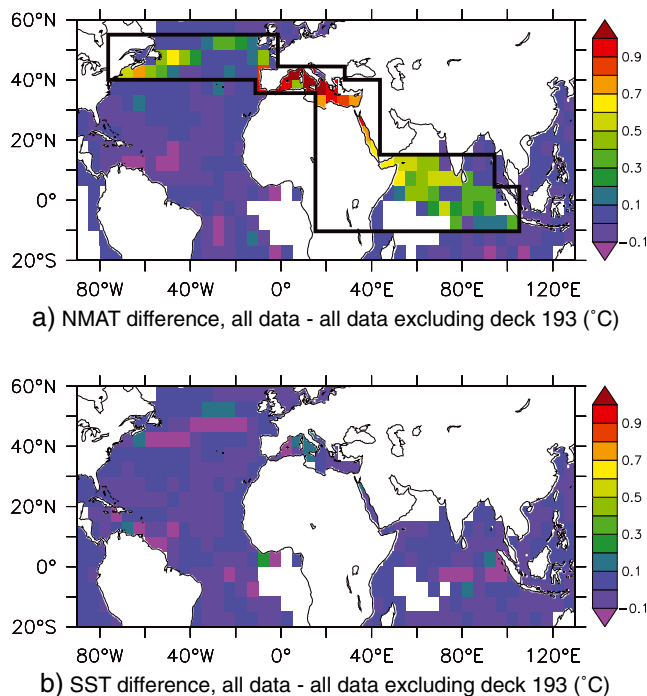 60°N
40°N
20°N
0°
20°S
80°W 40°W 0°E 40°E 80°E 120°E
0.9
0.7
0.5
0.3
0.1
−0.1
a) NMAT difference, all data - all data excluding deck 193 (˚C)
60°N
40°N
20°N
0°
20°S
80°W 40°W 0°E 40°E 80°E 120°E
0.9
0.7
0.5
0.3
0.1
−0.1
b) SST difference, all data - all data excluding deck 193 (˚C)